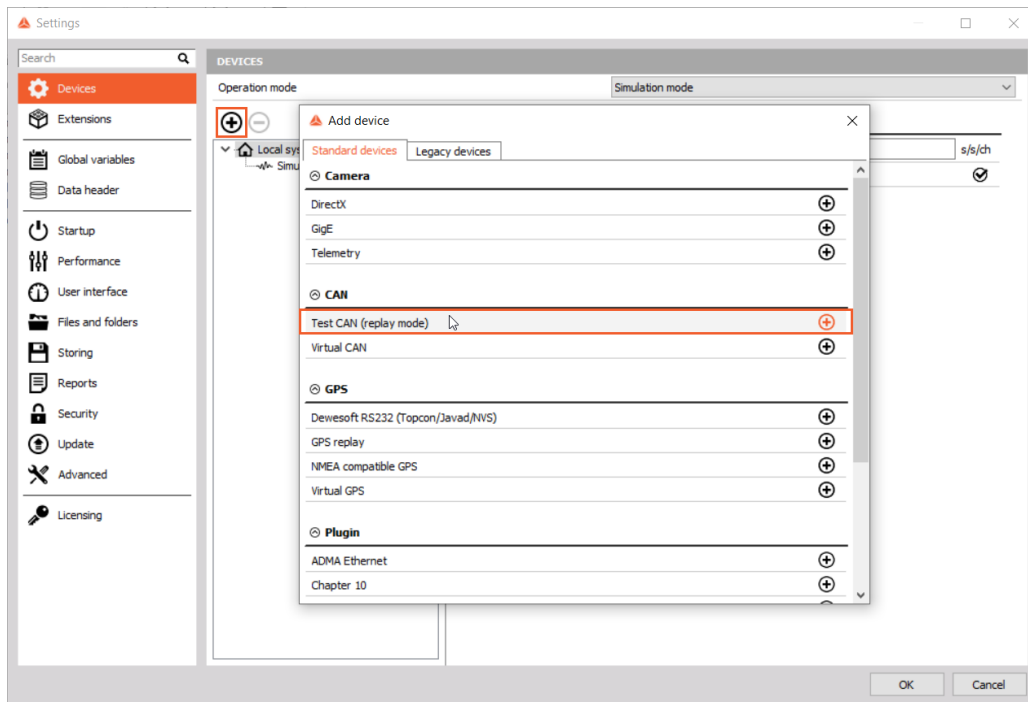 Settings
Search
DEVICES
Devices
Operation mode
Simulation mode
Extensions
Add device
Local sys
Standard devices
Legacy devices
s/s/ch
Simu
Global variables
Camera
Data header
DirectX
GigE
Startup
Telemetry
Performance
User interface
CAN
Files and folders
Test CAN (replay mode)
Storing
Virtual CAN
Reports
GPS
Security
Dewesoft RS232 (Topcon/Javad/NVS)
Update
GPS replay
Advanced
NMEA compatible GPS
Virtual GPS
Licensing
Plugin
ADMA Ethernet
Chapter 10
OK
Cancel